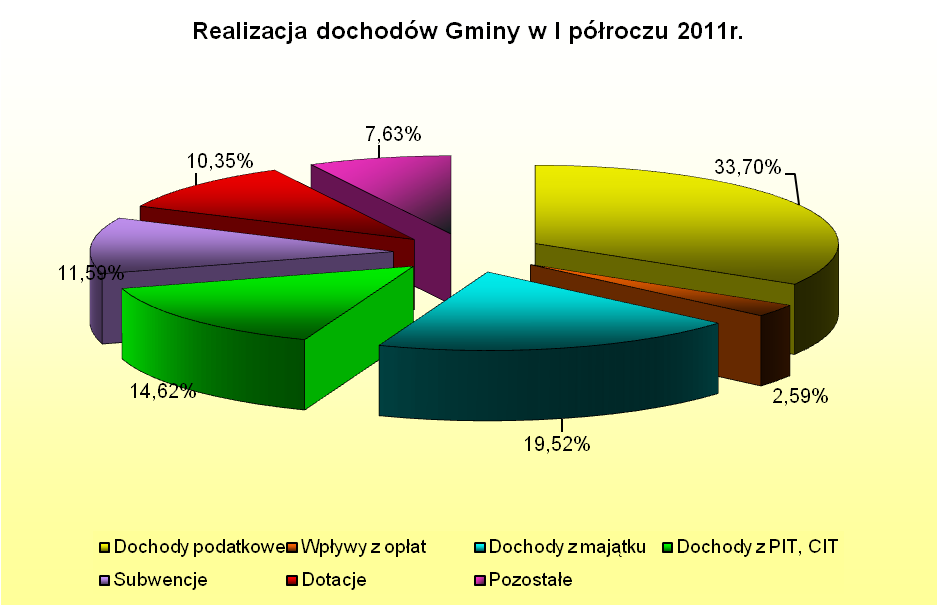 Realizacja dochodów Gminy w I półroczu 2011r.
7,63%
10,35%
33,70%
11,59%
14,62%
2,59%
19,52%
Dochody podatkowe Wpływy z opłat Dochody z majątku Dochody z PIT, CIT
Subwencje Dotacje Pozostałe